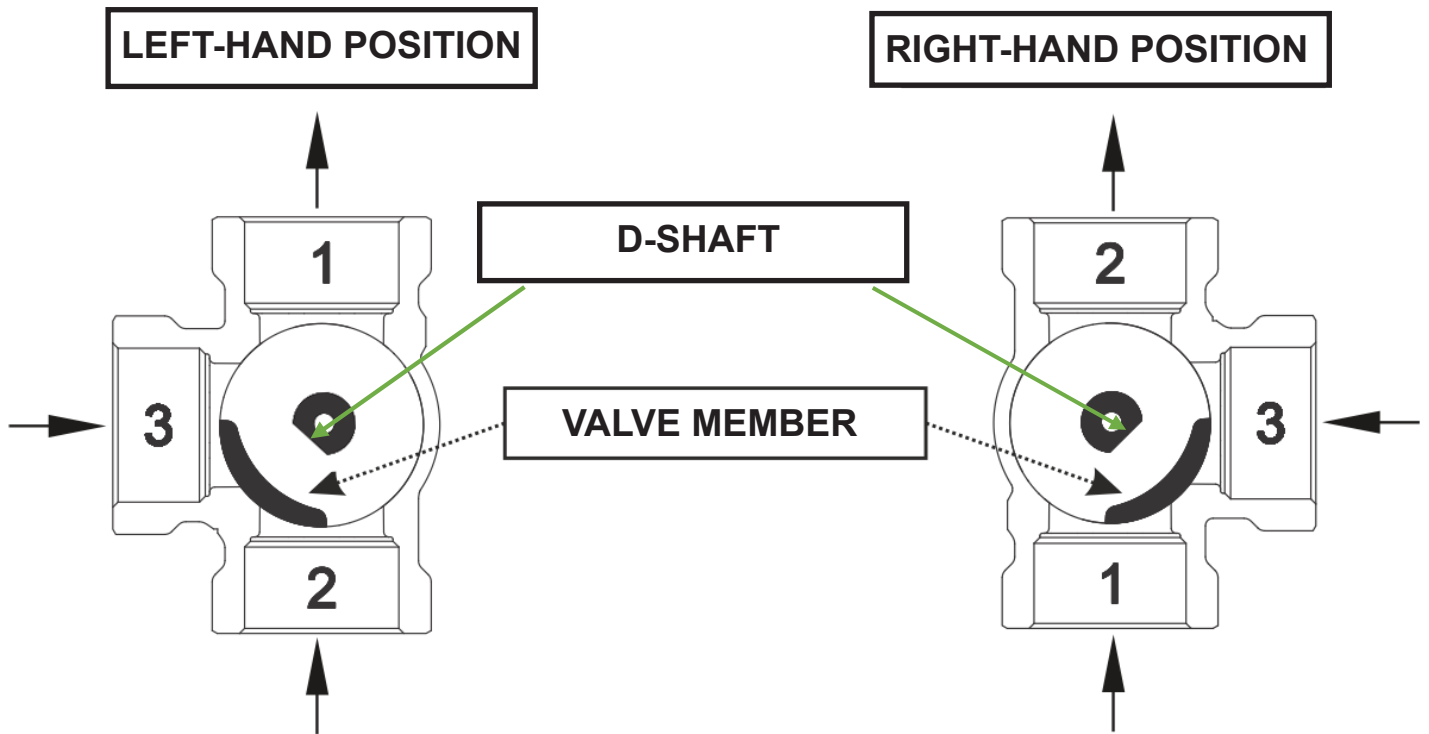 LEFT-HAND POSITION
RIGHT-HAND POSITION
1
D-SHAFT
2
3
VALVE MEMBER
3
2
1